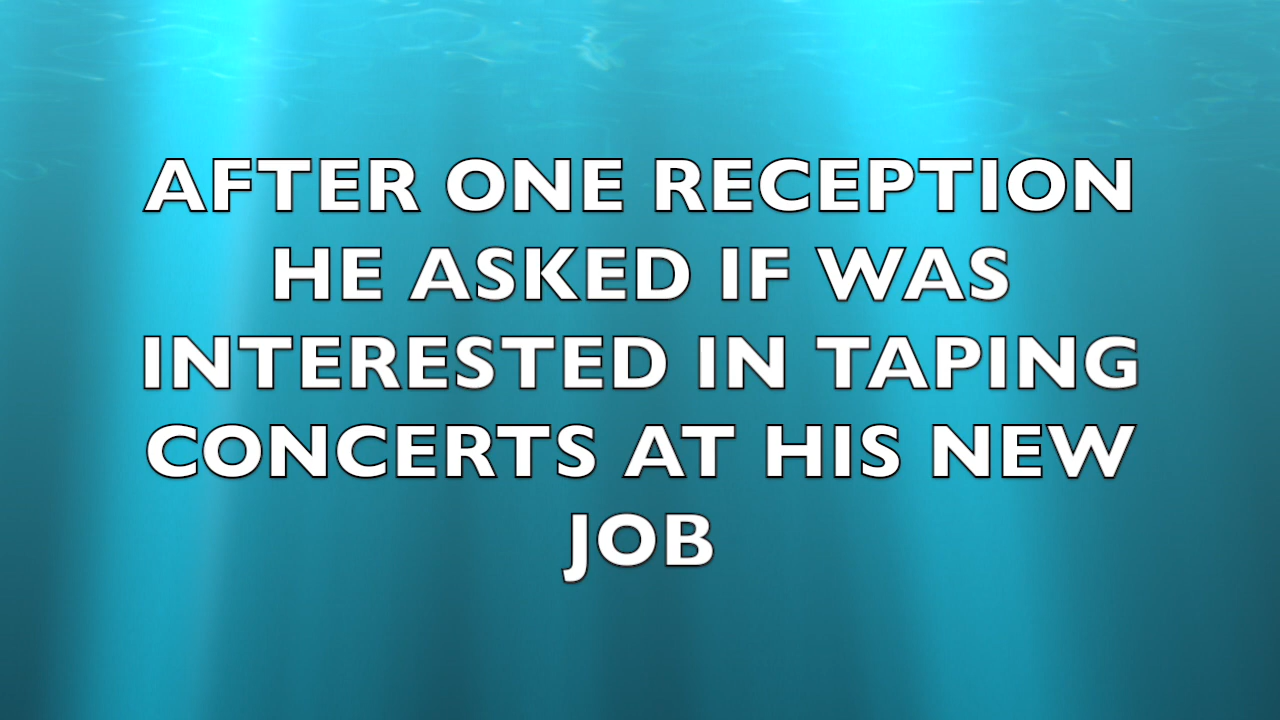 AFTER ONE RECEPTION
HE ASKED IF WAS
INTERESTED IN TAPING
CONCERTS AT HIS NEW
JOB